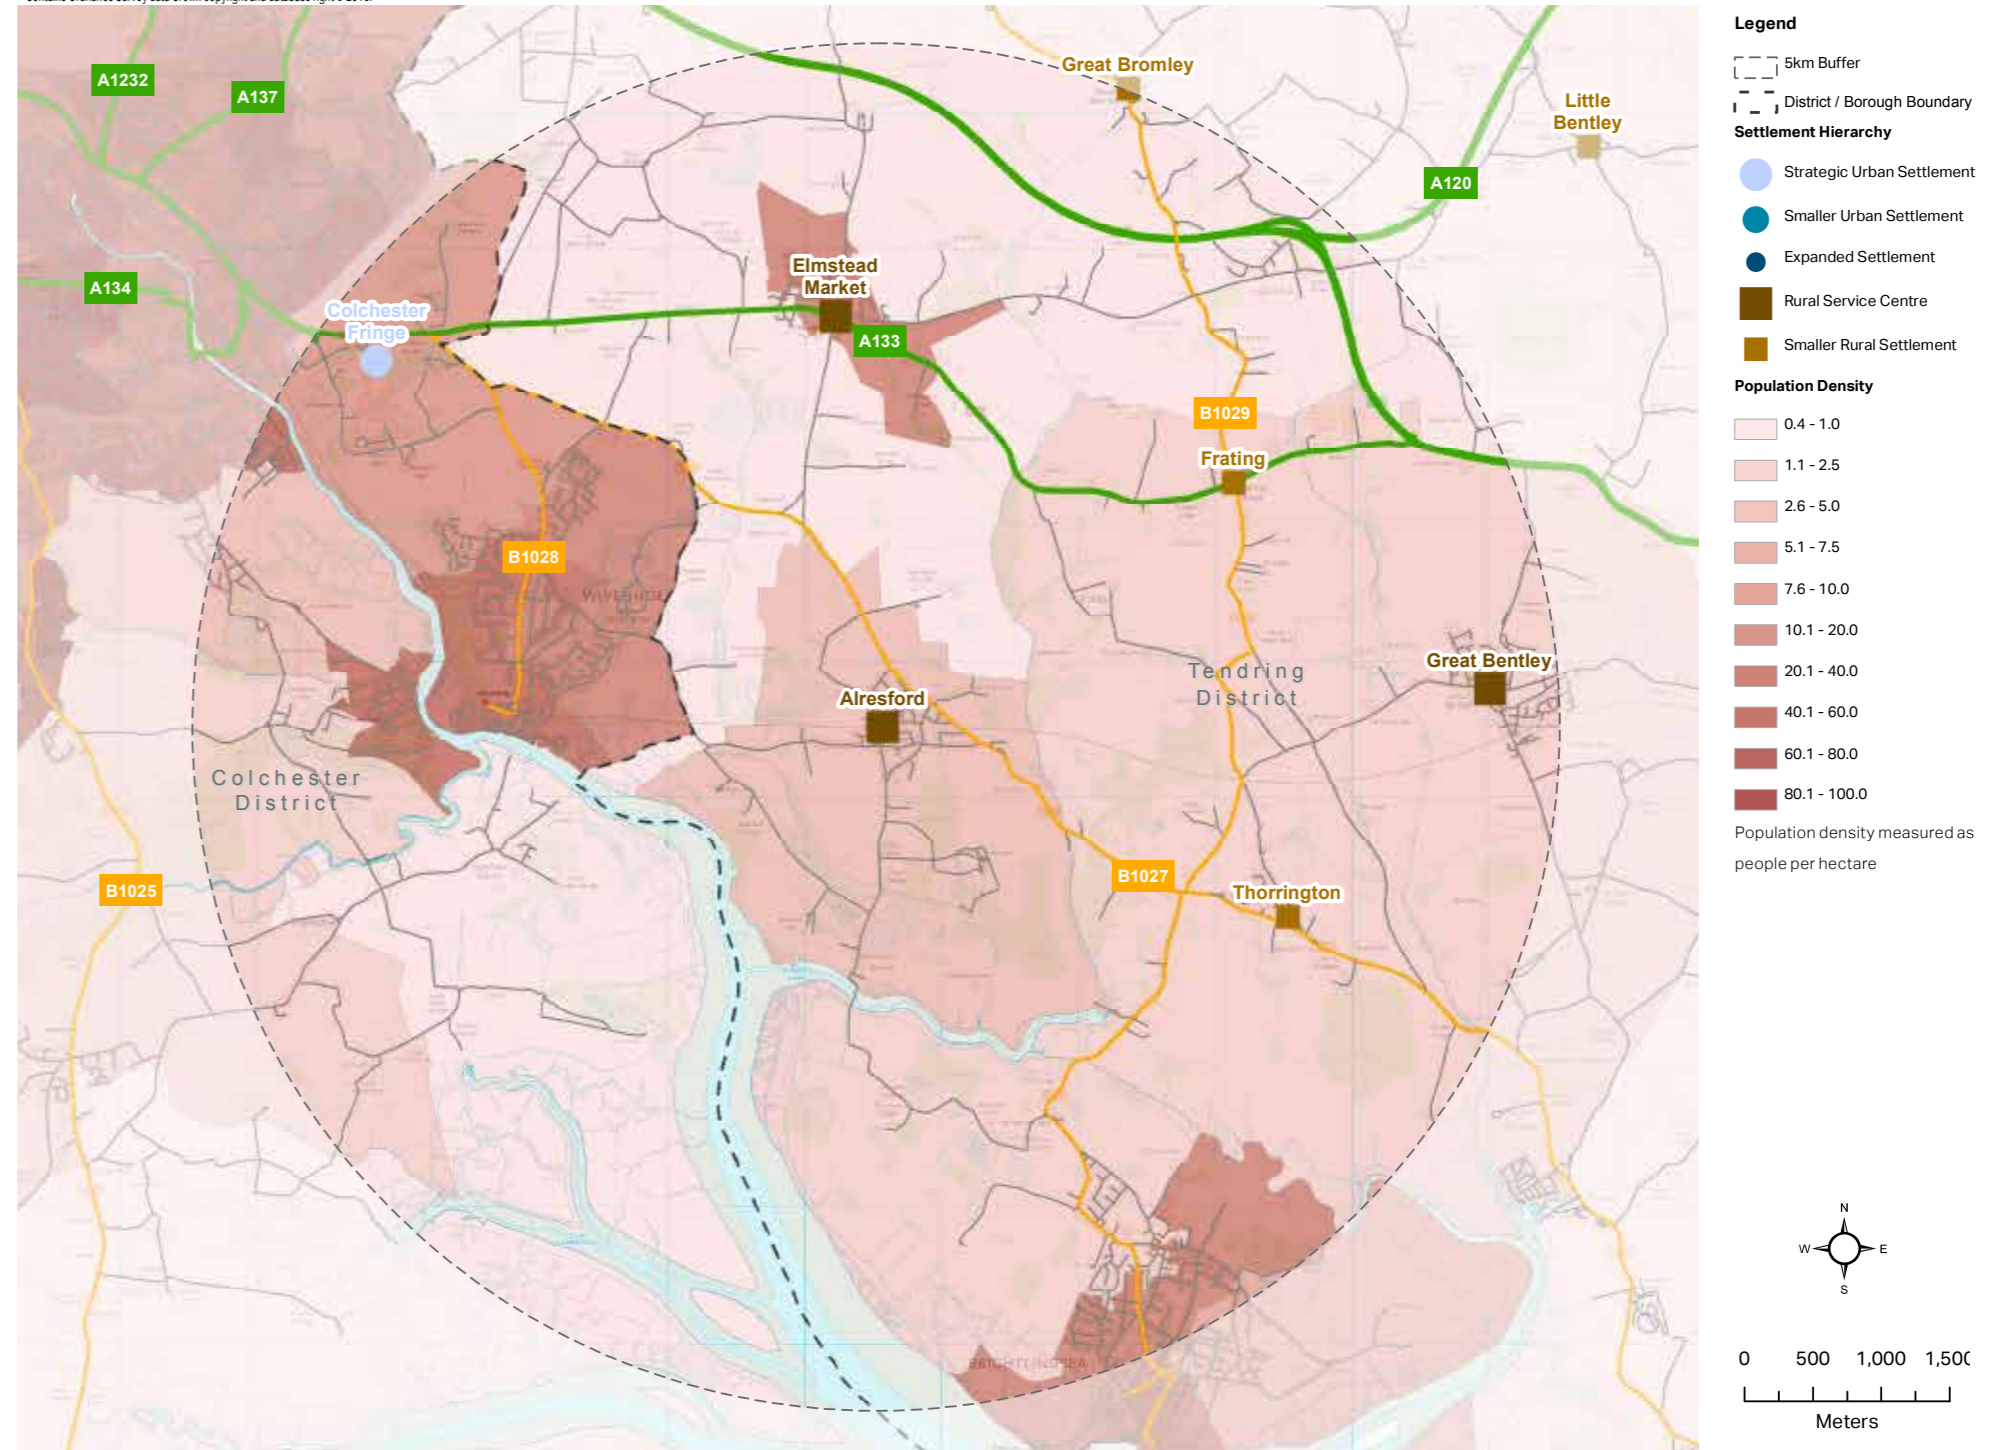 A1232
A137
Great Bromley
Little
Bentley
A120
A134
Elmstead
Market
Colchester
Fringe
A133
B1029
Frating
B1028
WIVENHOE
Great Bentley
Tendring
District
Alresford
Colchester
District
B1025
B1027
Thorrington
BRIGHTLINGSEA
Legend
5km Buffer
District / Borough Boundary
Settlement Hierarchy
Strategic Urban Settlement
Smaller Urban Settlement
Expanded Settlement
Rural Service Centre
Smaller Rural Settlement
Population Density
0.4 - 1.0
1.1 - 2.5
2.6 - 5.0
5.1 - 7.5
7.6 - 10.0
10.1 - 20.0
20.1 - 40.0
40.1 - 60.0
60.1 - 80.0
80.1 - 100.0
Population density measured as
people per hectare
N
W E
S
0 500 1,000 1,500
Meters